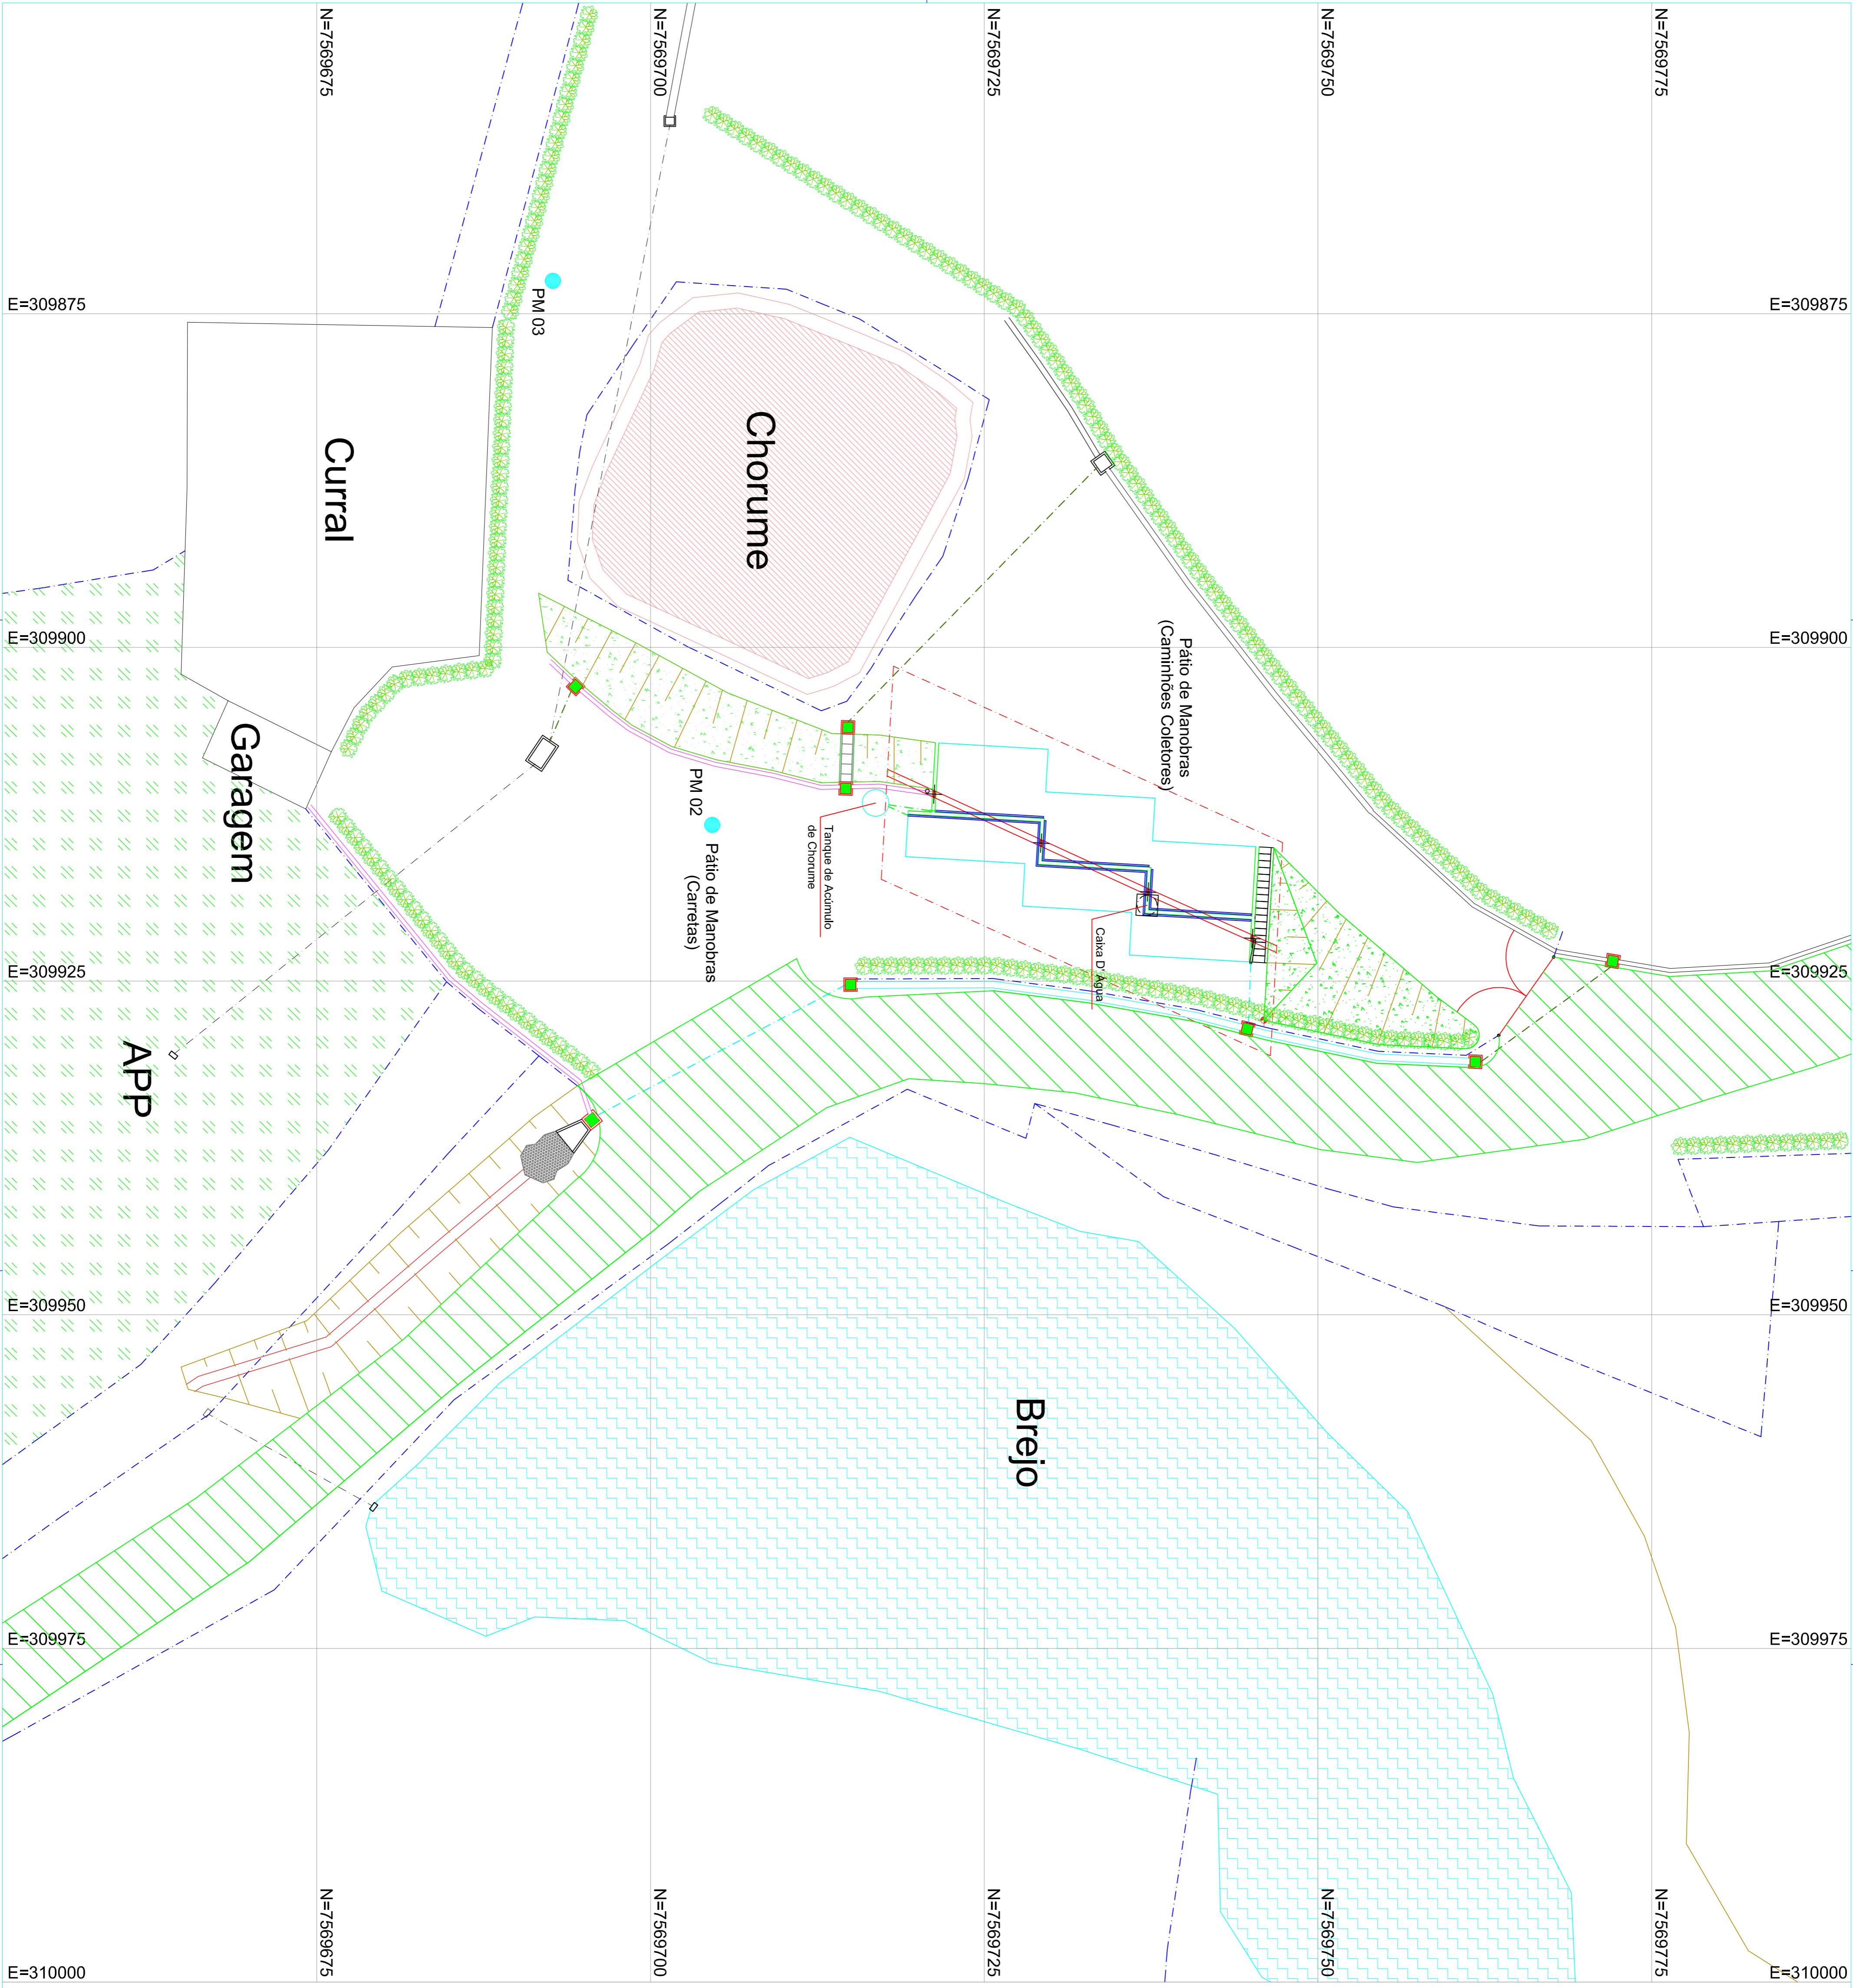 N=7569675
N=7569700
N=7569725
N=7569750
N=7569775
E=309875
E=309875
PM 03
Curral
Chorume
E=309900
E=309900
Pátio de Manobras
(Caminhões Coletores)
Garagem
PM 02
Pátio de Manobras
(Carretas)
Tanque de Acúmulo
de Chorume
Caixa D' Água
E=309925
E=309925
APP
E=309950
E=309950
Brejo
E=309975
E=309975
N=7569675
N=7569700
N=7569725
N=7569750
N=7569775
E=310000
E=310000